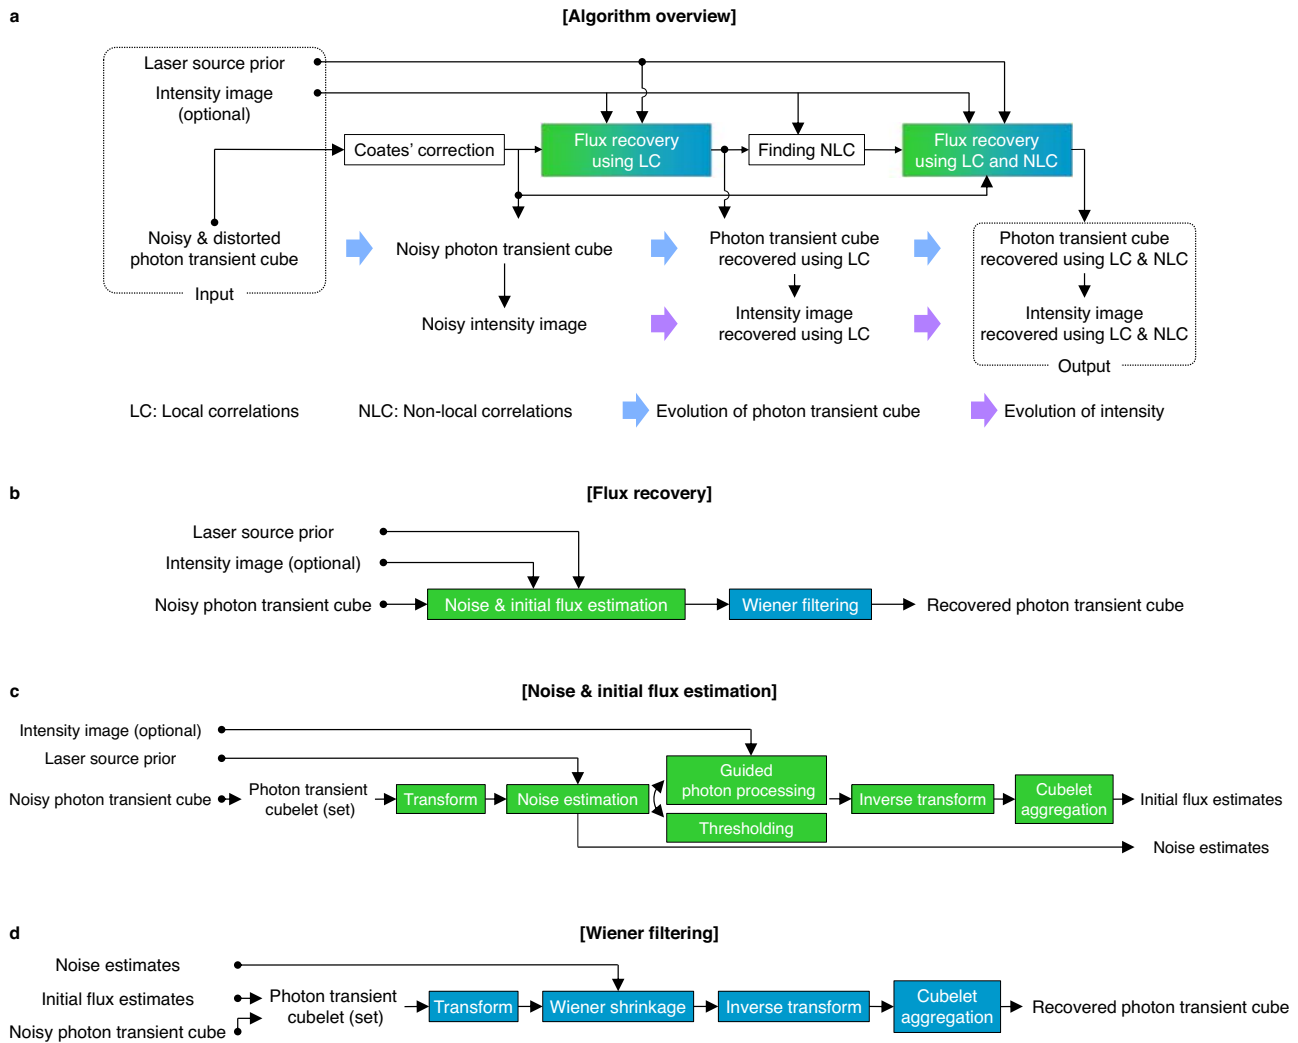 a
[Algorithm overview]
Laser source prior
Intensity image
(optional)
Coates' correction
Flux recovery
using LC
Finding NLC
Flux recovery
using LC and NLC
Noisy & distorted
photon transient cube
Input
Noisy photon transient cube
Photon transient cube
recovered using LC
Photon transient cube
recovered using LC & NLC
Noisy intensity image
Intensity image
recovered using LC
Intensity image
recovered using LC & NLC
Output
LC: Local correlations
NLC: Non-local correlations
Evolution of photon transient cube
Evolution of intensity
b
[Flux recovery]
Laser source prior
Intensity image (optional)
Noisy photon transient cube
Noise & initial flux estimation
Wiener filtering
Recovered photon transient cube
c
[Noise & initial flux estimation]
Intensity image (optional)
Laser source prior
Noisy photon transient cube
Photon transient
cubelet (set)
Transform
Noise estimation
Guided
photon processing
Thresholding
Inverse transform
Cubelet
aggregation
Initial flux estimates
Noise estimates
d
[Wiener filtering]
Noise estimates
Initial flux estimates
Noisy photon transient cube
Photon transient
cubelet (set)
Transform
Wiener shrinkage
Inverse transform
Cubelet
aggregation
Recovered photon transient cube